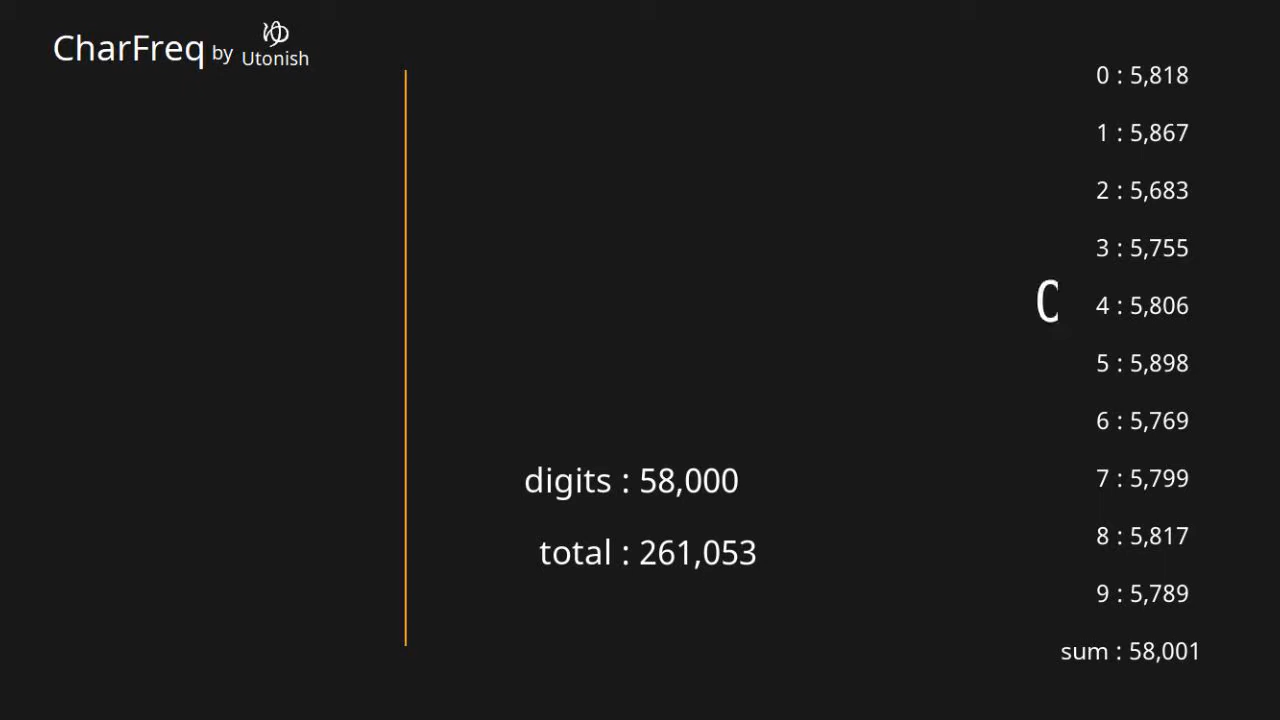 CharFreq by Utonish
0 : 5,818
1 : 5,867
2 : 5,683
3 : 5,755
4 : 5,806
5 : 5,898
6 : 5,769
7 : 5,799
8 : 5,817
9 : 5,789
sum : 58,001
digits : 58,000
total : 261,053